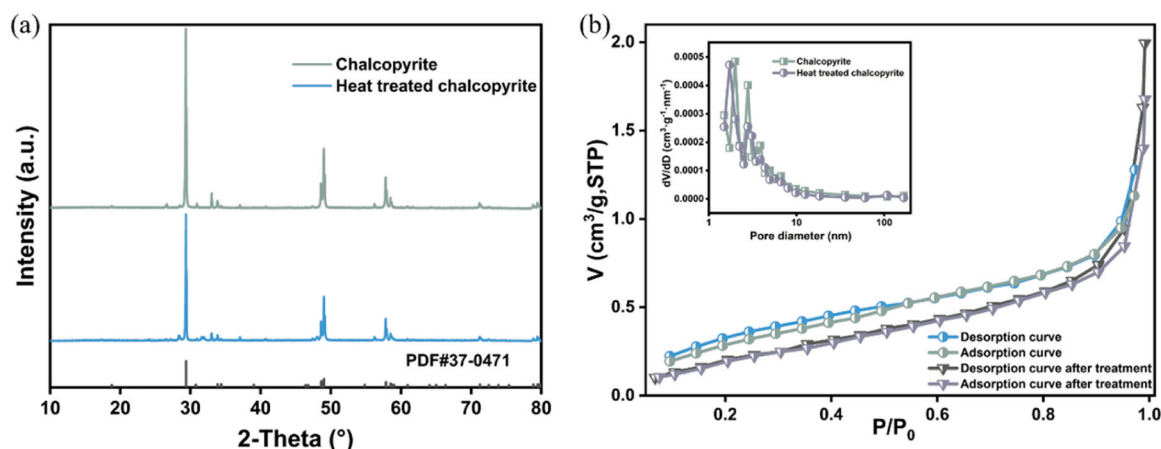 (a)
Chalcopyrite
Heat treated chalcopyrite
PDF#37-0471
Intensity (a.u.)
10 20 30 40 50 60 70 80
2-Theta (°)
(b)
2.0
1.5
1.0
0.5
0.0
V (cm³/g,STP)
0.2 0.4 0.6 0.8 1.0
P/P₀
Chalcopyrite
Heat treated chalcopyrite
0.0005
0.0004
0.0003
0.0002
0.0001
0.0000
dV/dD (cm³·g⁻¹·nm⁻¹)
1 10 100
Pore diameter (nm)
Desorption curve
Adsorption curve
Desorption curve after treatment
Adsorption curve after treatment